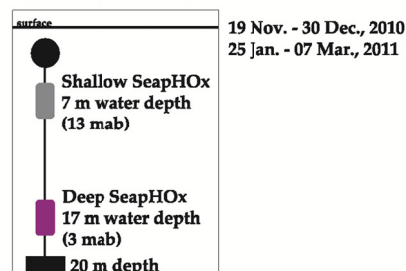 surface
19 Nov. - 30 Dec., 2010
25 Jan. - 07 Mar., 2011
Shallow SeapHOx
7 m water depth
(13 mab)
Deep SeapHOx
17 m water depth
(3 mab)
20 m depth